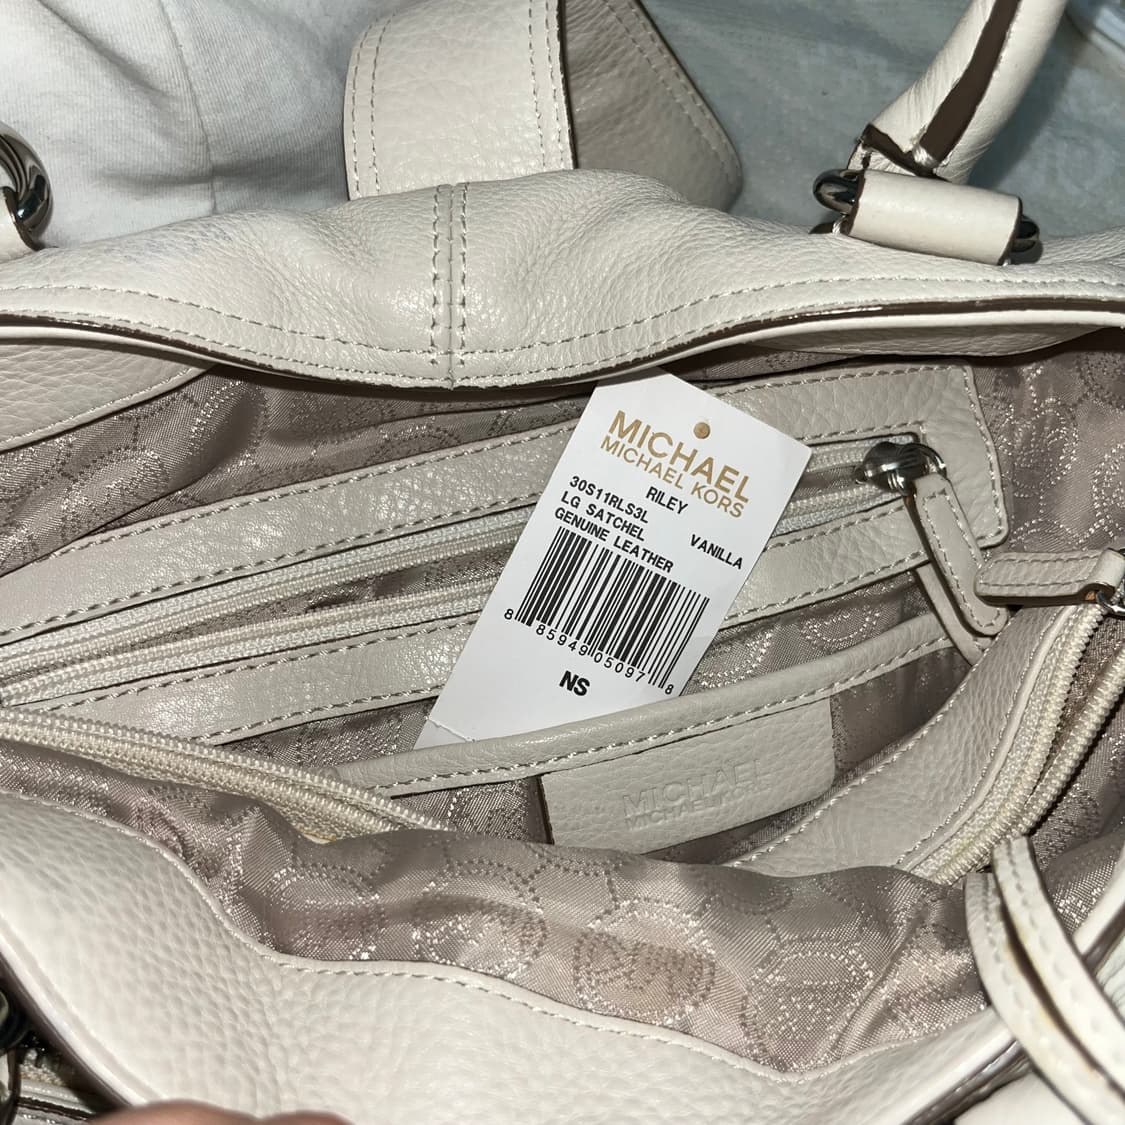 MICHAEL
MICHAEL KORS
30S11RLS3L RILEY
LG SATCHEL
GENUINE LEATHER VANILLA
8 85949 05097 8
NS
MICHAEL
MICHAEL KORS